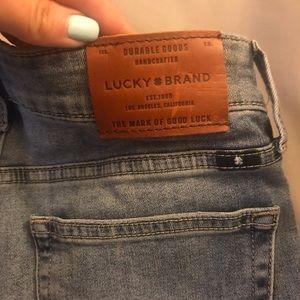 DURABLE GOODS
HANDCRAFTED
LUCKY BRAND
EST. 1990
LOS ANGELES, CALIFORNIA
THE MARK OF GOOD LUCK